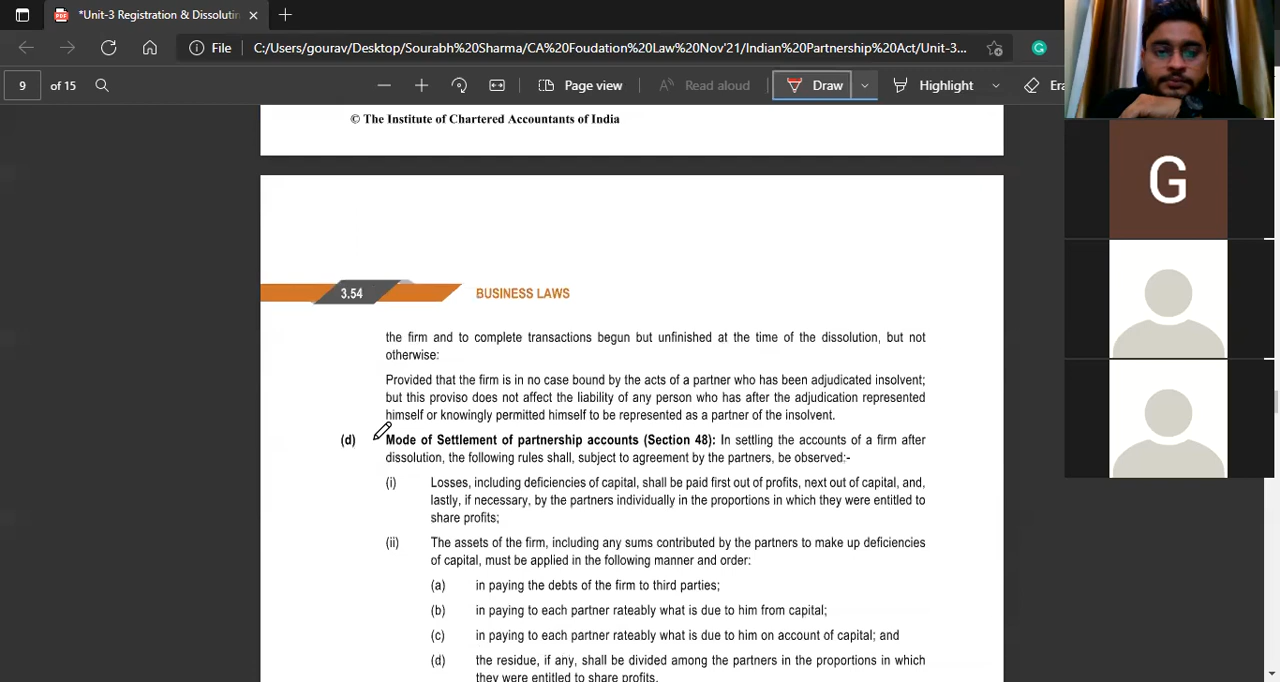 *Unit-3 Registration & Dissolutin
File
C:/Users/gourav/Desktop/Sourabh%20Sharma/CA%20Foudation%20Law%20Nov'21/Indian%20Partnership%20Act/Unit-3...
9
of 15
Page view
Read aloud
Draw
Highlight
Era
© The Institute of Chartered Accountants of India
G
3.54
BUSINESS LAWS
the firm and to complete transactions begun but unfinished at the time of the dissolution, but not
otherwise:
Provided that the firm is in no case bound by the acts of a partner who has been adjudicated insolvent;
but this proviso does not affect the liability of any person who has after the adjudication represented
himself or knowingly permitted himself to be represented as a partner of the insolvent.
(d) Mode of Settlement of partnership accounts (Section 48): In settling the accounts of a firm after
dissolution, the following rules shall, subject to agreement by the partners, be observed:-
(i) Losses, including deficiencies of capital, shall be paid first out of profits, next out of capital, and,
lastly, if necessary, by the partners individually in the proportions in which they were entitled to
share profits;
(ii) The assets of the firm, including any sums contributed by the partners to make up deficiencies
of capital, must be applied in the following manner and order:
(a) in paying the debts of the firm to third parties;
(b) in paying to each partner rateably what is due to him from capital;
(c) in paying to each partner rateably what is due to him on account of capital; and
(d) the residue, if any, shall be divided among the partners in the proportions in which
they were entitled to share profits.